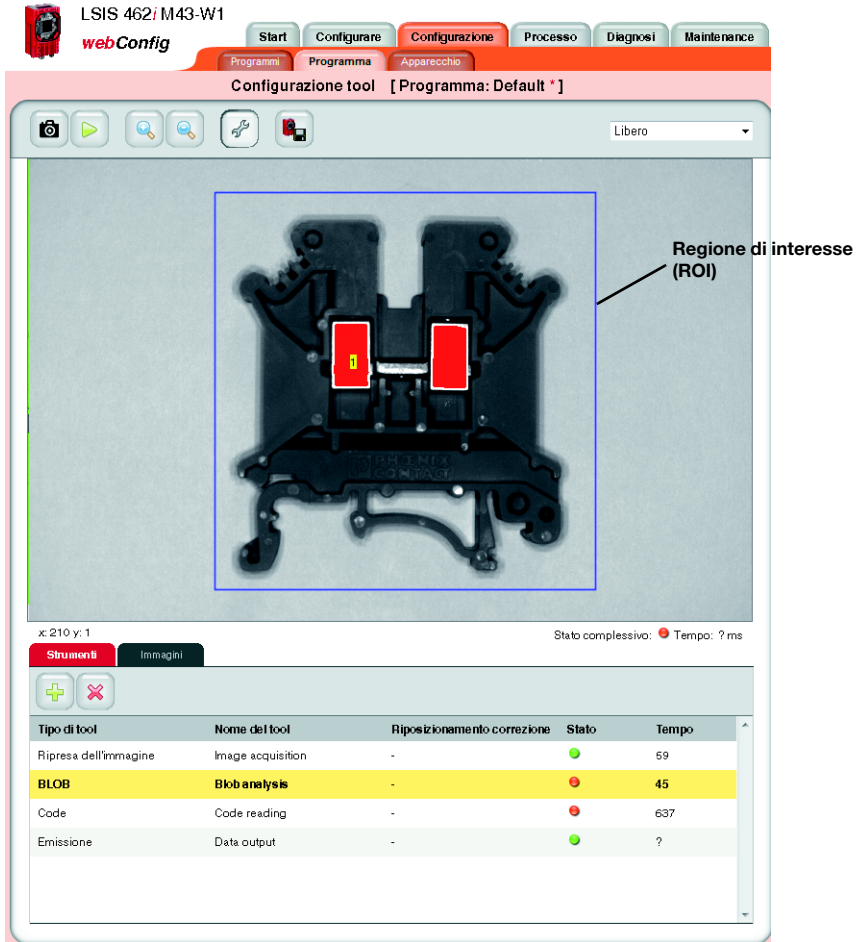 LSIS 462i M43-W1
webConfig
Start Configurare Configurazione Processo Diagnosi Maintenance
Programmi Programma Apparecchio
Configurazione tool [ Programma: Default * ]
Libero
Regione di interesse
(ROI)
1
PHŒNIX
CONTACT
x: 210 y: 1
Stato complessivo: Tempo: ? ms
Strumenti Immagini
Tipo di tool Nome del tool Riposizionamento correzione Stato Tempo
Ripresa dell'immagine Image acquisition - 59
BLOB Blob analysis - 45
Code Code reading - 637
Emissione Data output - ?